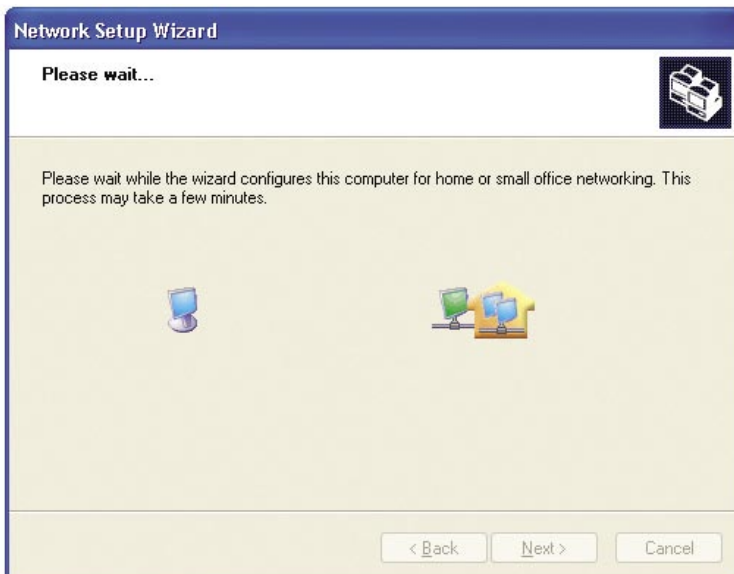 Network Setup Wizard
Please wait...
Please wait while the wizard configures this computer for home or small office networking. This
process may take a few minutes.
< Back
Next >
Cancel